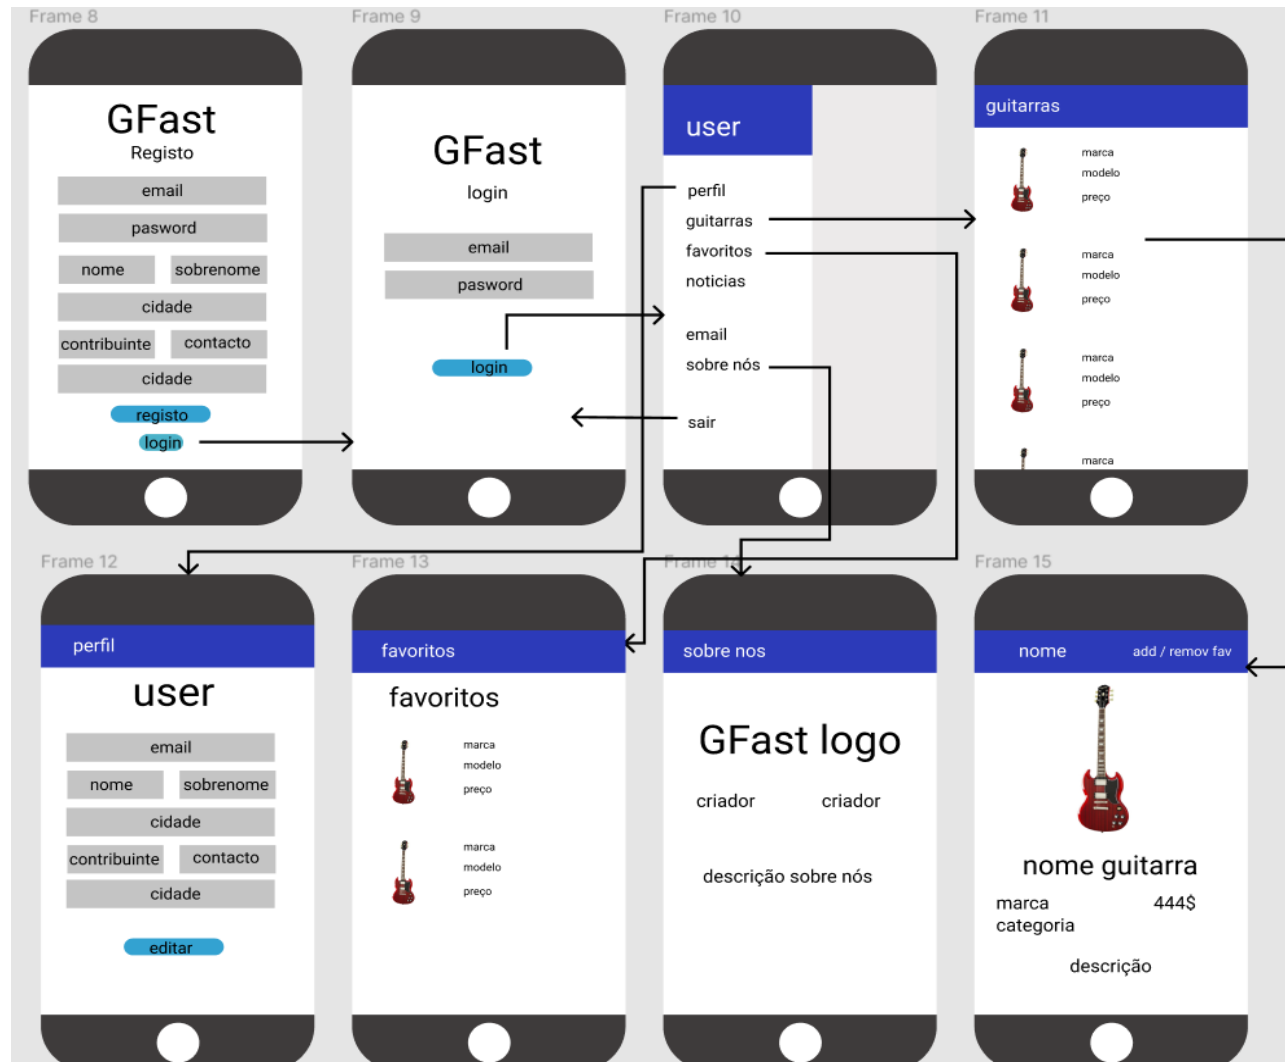 Frame 8
GFast
Registo
email
pasword
nome sobrenome
cidade
contribuinte contacto
cidade
registo
login
Frame 9
GFast
login
email
pasword
login
Frame 10
user
perfil
guitarras
favoritos
noticias
email
sobre nós
sair
Frame 11
guitarras
marca
modelo
preço
marca
modelo
preço
marca
modelo
preço
marca
Frame 12
perfil
user
email
nome sobrenome
cidade
contribuinte contacto
cidade
editar
Frame 13
favoritos
favoritos
marca
modelo
preço
marca
modelo
preço
Frame 14
sobre nos
GFast logo
criador criador
descrição sobre nós
Frame 15
nome add / remov fav
nome guitarra
marca 444$
categoria
descrição